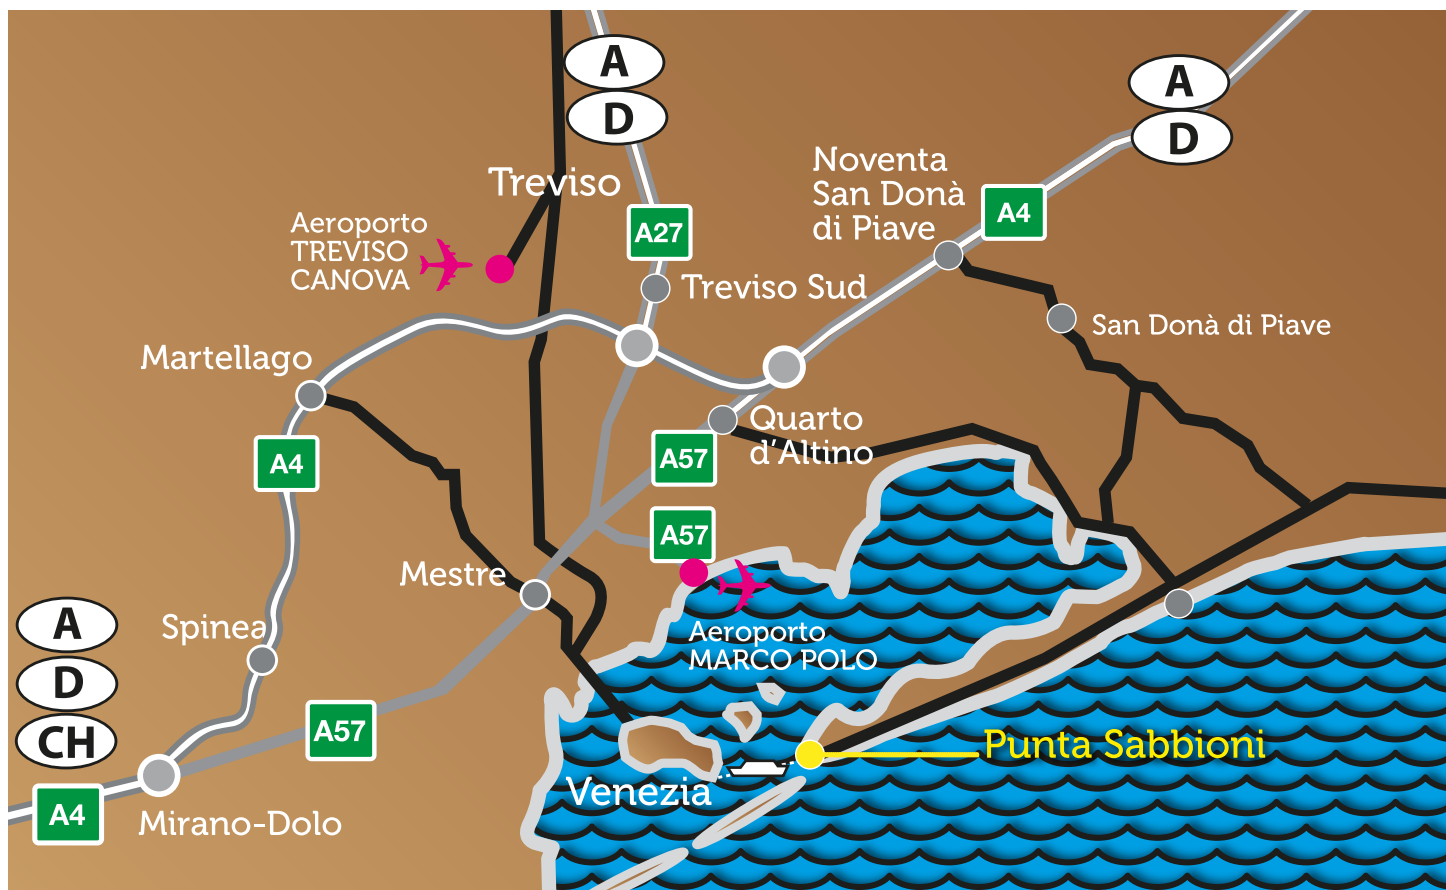 A
D
A
D
Noventa
San Donà
di Piave
Treviso
A4
Aeroporto
TREVISO
CANOVA
A27
Treviso Sud
San Donà di Piave
Martellago
Quarto
d'Altino
A57
A4
A57
Mestre
Aeroporto
MARCO POLO
A
D
CH
Spinea
A57
Punta Sabbioni
Venezia
A4
Mirano-Dolo